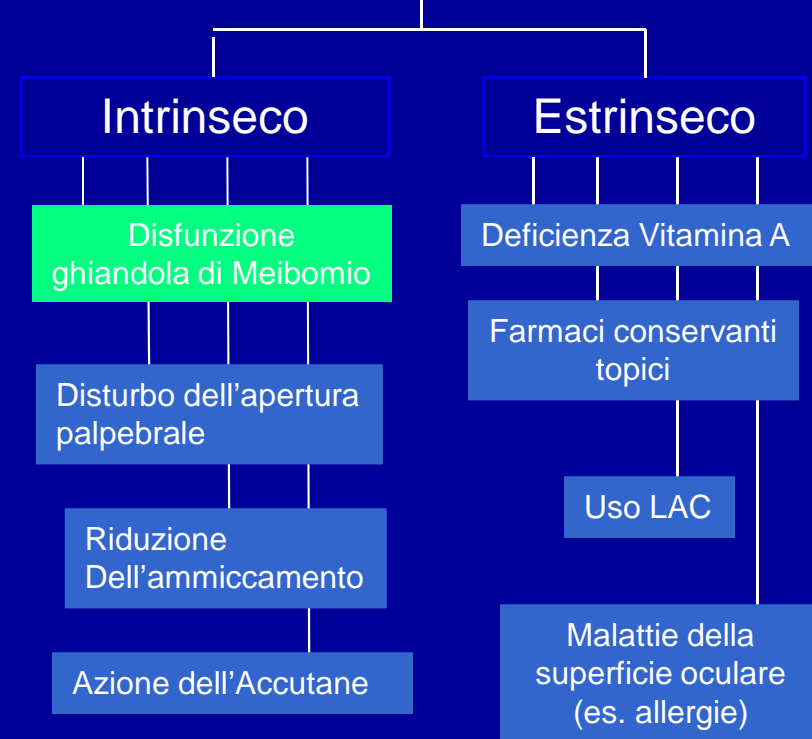 Intrinseco
Disfunzione
ghiandola di Meibomio
Disturbo dell'apertura
palpebrale
Riduzione
Dell'ammiccamento
Azione dell'Accutane
Estrinseco
Deficienza Vitamina A
Farmaci conservanti
topici
Uso LAC
Malattie della
superficie oculare
(es. allergie)